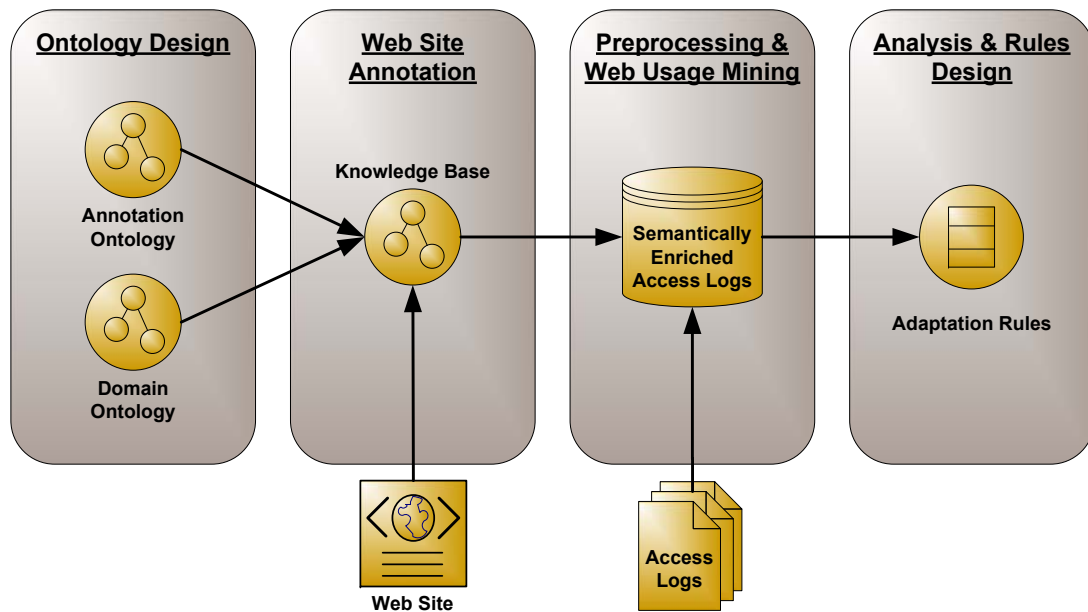 Ontology Design
Annotation
Ontology
Domain
Ontology
Web Site
Annotation
Knowledge Base
Web Site
Preprocessing &
Web Usage Mining
Semantically
Enriched
Access Logs
Access
Logs
Analysis & Rules
Design
Adaptation Rules